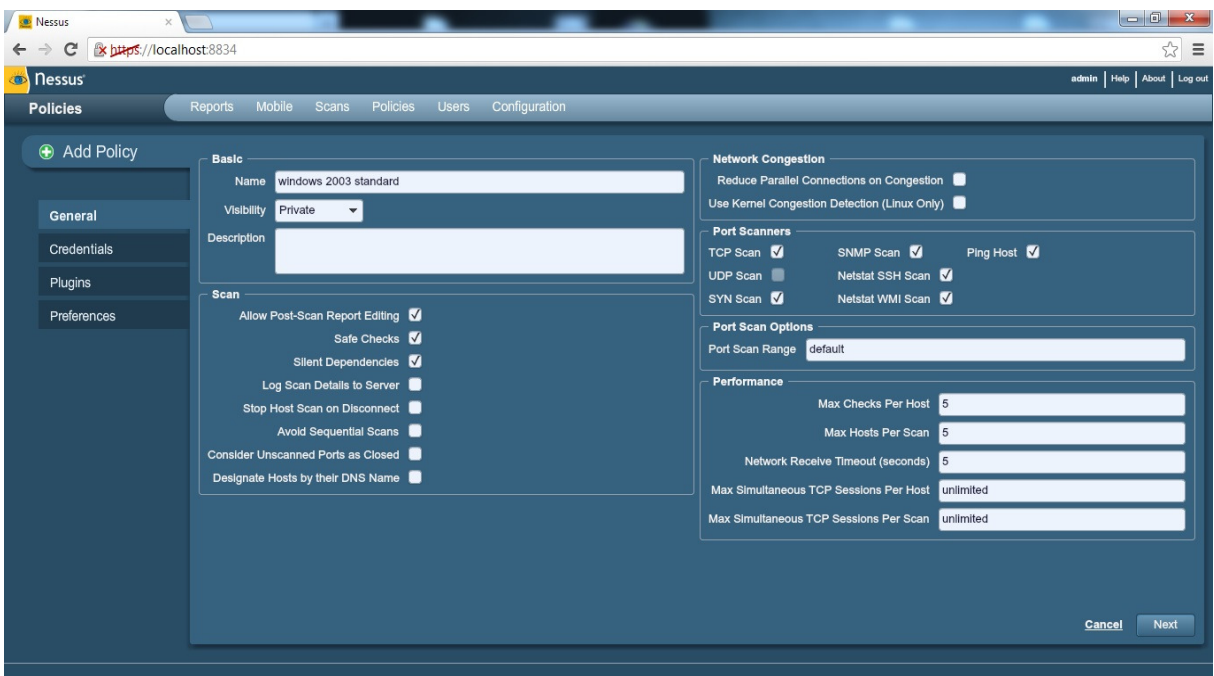 Nessus
https://localhost:8834
Nessus
admin | Help | About | Log out
Policies
Reports Mobile Scans Policies Users Configuration
Add Policy
General
Credentials
Plugins
Preferences
Basic
Name windows 2003 standard
Visibility Private
Description
Scan
Allow Post-Scan Report Editing
Safe Checks
Silent Dependencies
Log Scan Details to Server
Stop Host Scan on Disconnect
Avoid Sequential Scans
Consider Unscanned Ports as Closed
Designate Hosts by their DNS Name
Network Congestion
Reduce Parallel Connections on Congestion
Use Kernel Congestion Detection (Linux Only)
Port Scanners
TCP Scan SNMP Scan Ping Host
UDP Scan Netstat SSH Scan
SYN Scan Netstat WMI Scan
Port Scan Options
Port Scan Range default
Performance
Max Checks Per Host 5
Max Hosts Per Scan 5
Network Receive Timeout (seconds) 5
Max Simultaneous TCP Sessions Per Host unlimited
Max Simultaneous TCP Sessions Per Scan unlimited
Cancel Next